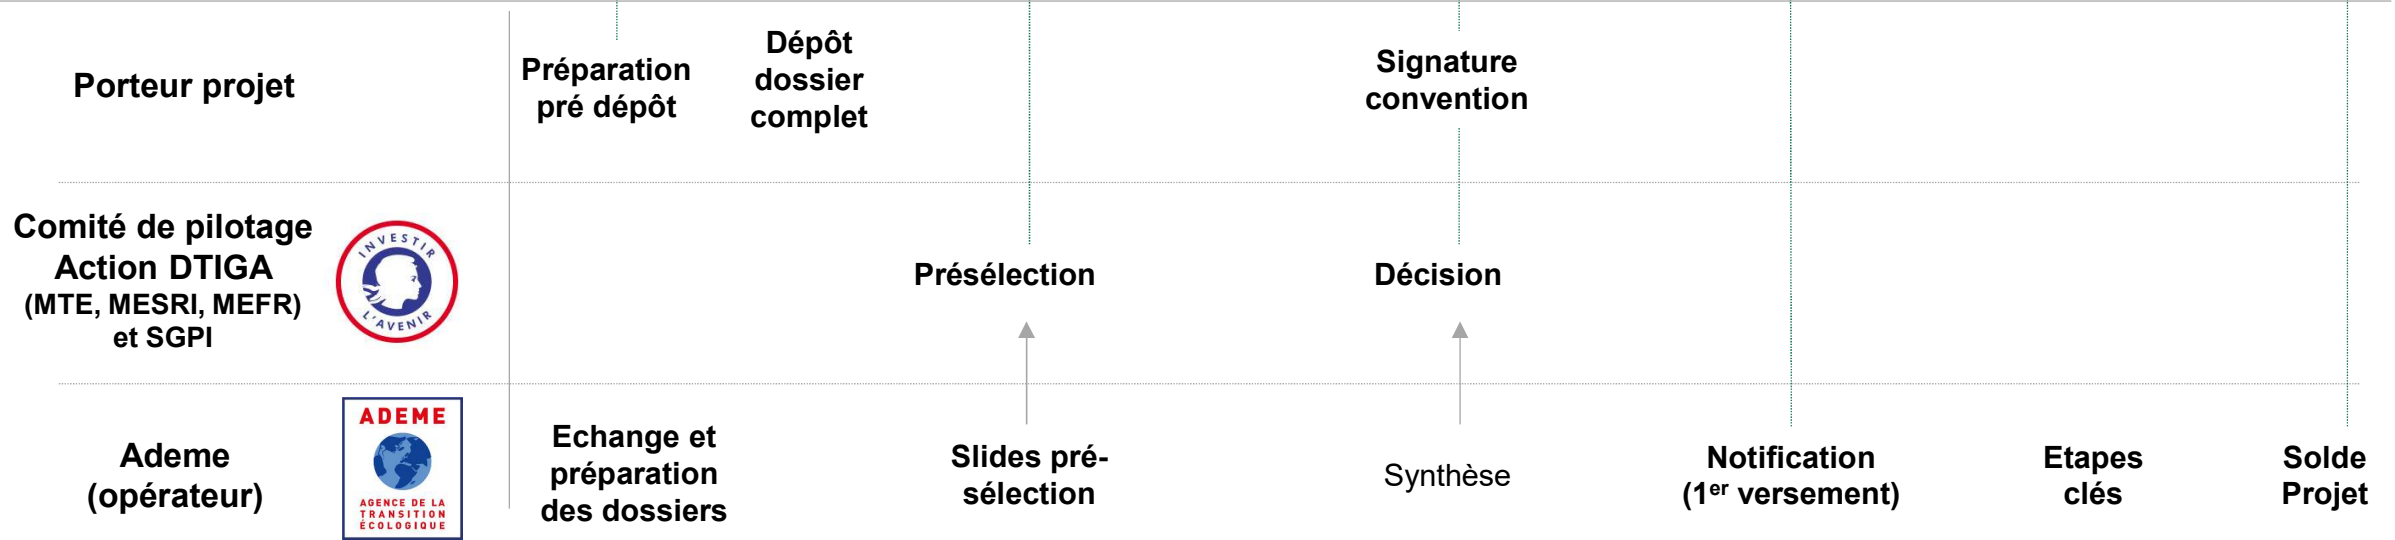 Porteur projet
Préparation
pré dépôt
Dépôt
dossier
complet
Signature
convention
Comité de pilotage
Action DTIGA
(MTE, MESRI, MEFR)
et SGPI
INVESTIR
L'AVENIR
Présélection
Décision
Ademe
(opérateur)
ADEME
AGENCE DE LA
TRANSITION
ÉCOLOGIQUE
Echange et
préparation
des dossiers
Slides pré-
sélection
Synthèse
Notification
(1er versement)
Etapes
clés
Solde
Projet